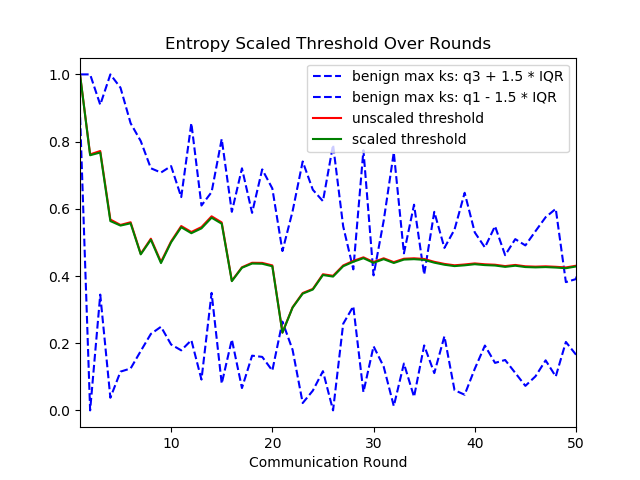 Entropy Scaled Threshold Over Rounds
benign max ks: q3 + 1.5 * IQR
benign max ks: q1 - 1.5 * IQR
unscaled threshold
scaled threshold
1.0
0.8
0.6
0.4
0.2
0.0
10 20 30 40 50
Communication Round